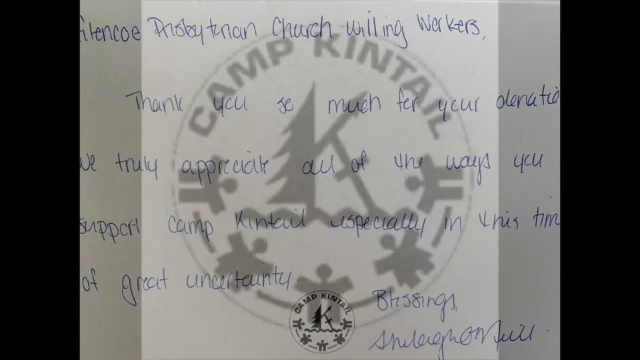 Glencoe Presbyterian Church Willing Workers,
CAMP KINTAIL
Thank you so much for your donatio
We truly appreciate all of the ways you
support Camp Kintail especially in this tim
of great uncertainty.
Blessings,
CAMP KINTAIL